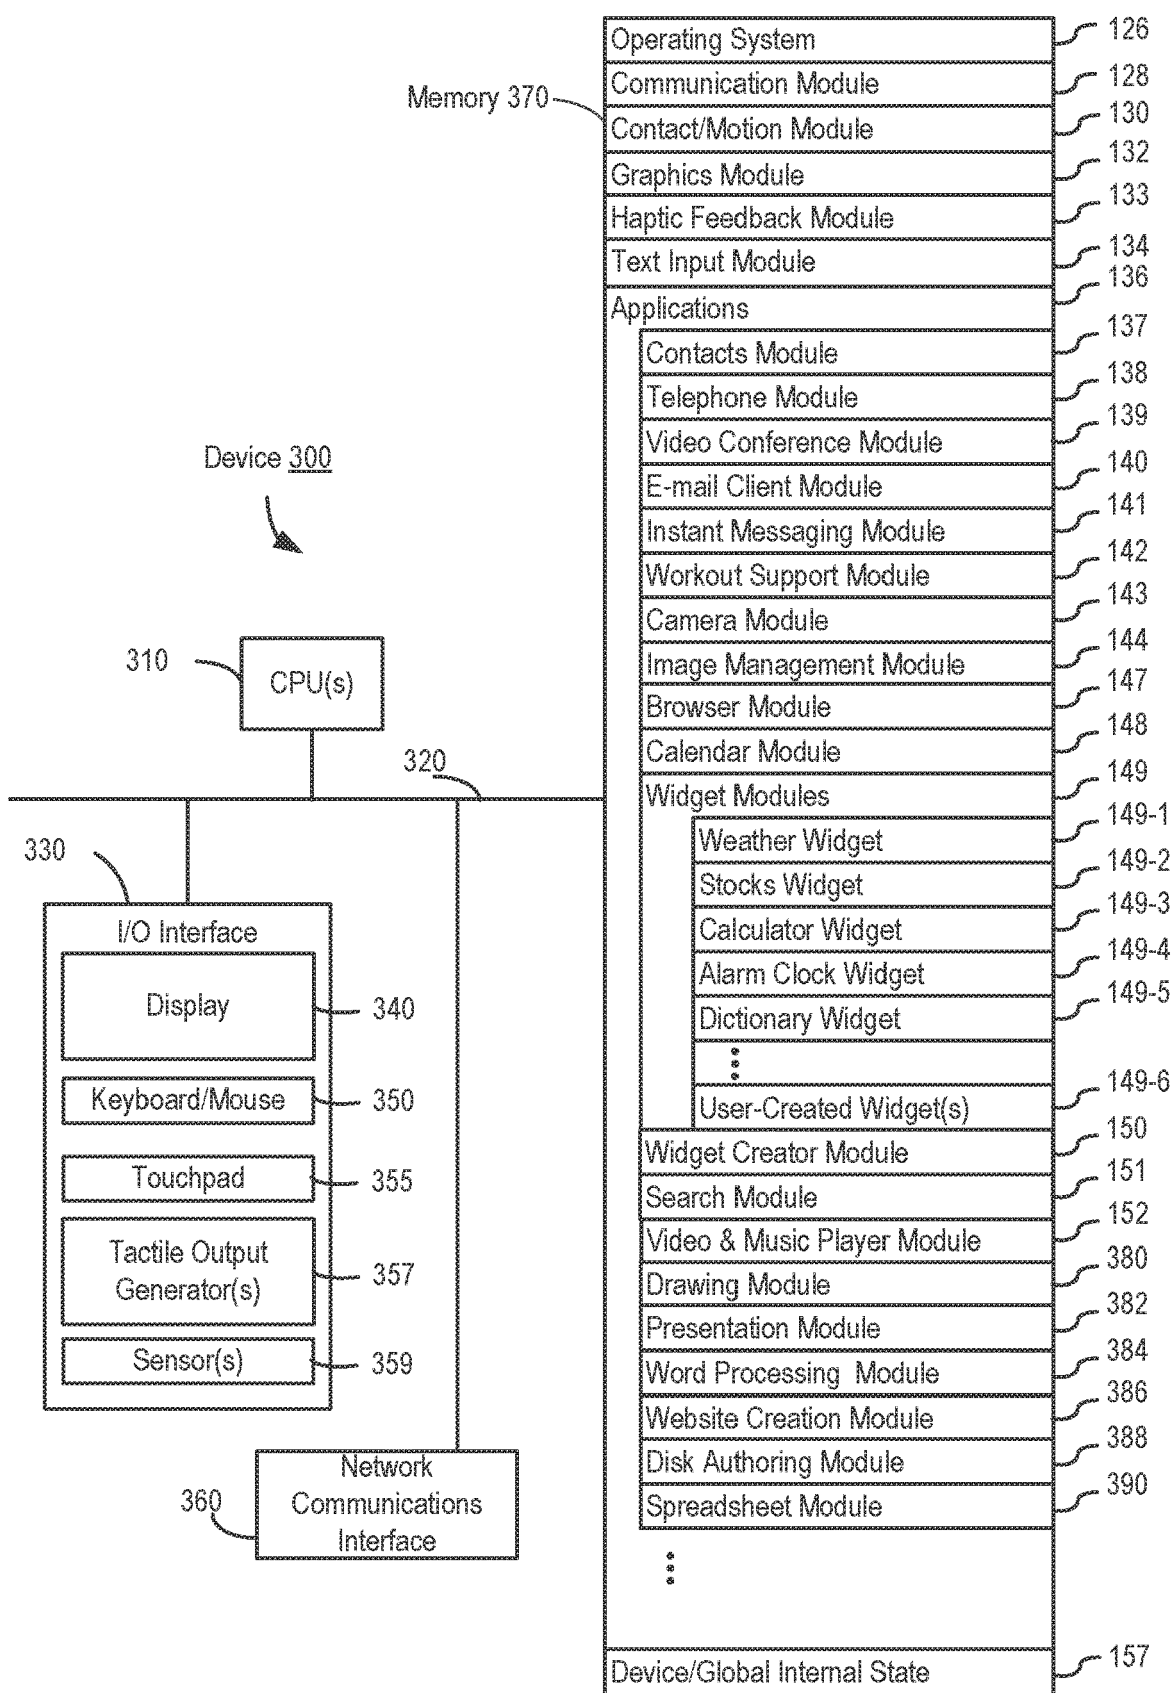 Device 300
310
CPU(s)
320
330
I/O Interface
Display
340
Keyboard/Mouse
350
Touchpad
355
Tactile Output
Generator(s)
357
Sensor(s)
359
Network
Communications
Interface
360
Memory 370
Operating System
126
Communication Module
128
Contact/Motion Module
130
Graphics Module
132
Haptic Feedback Module
133
Text Input Module
134
Applications
136
Contacts Module
137
Telephone Module
138
Video Conference Module
139
E-mail Client Module
140
Instant Messaging Module
141
Workout Support Module
142
Camera Module
143
Image Management Module
144
Browser Module
147
Calendar Module
148
Widget Modules
149
Weather Widget
149-1
Stocks Widget
149-2
Calculator Widget
149-3
Alarm Clock Widget
149-4
Dictionary Widget
149-5
User-Created Widget(s)
149-6
Widget Creator Module
150
Search Module
151
Video & Music Player Module
152
Drawing Module
380
Presentation Module
382
Word Processing Module
384
Website Creation Module
386
Disk Authoring Module
388
Spreadsheet Module
390
Device/Global Internal State
157